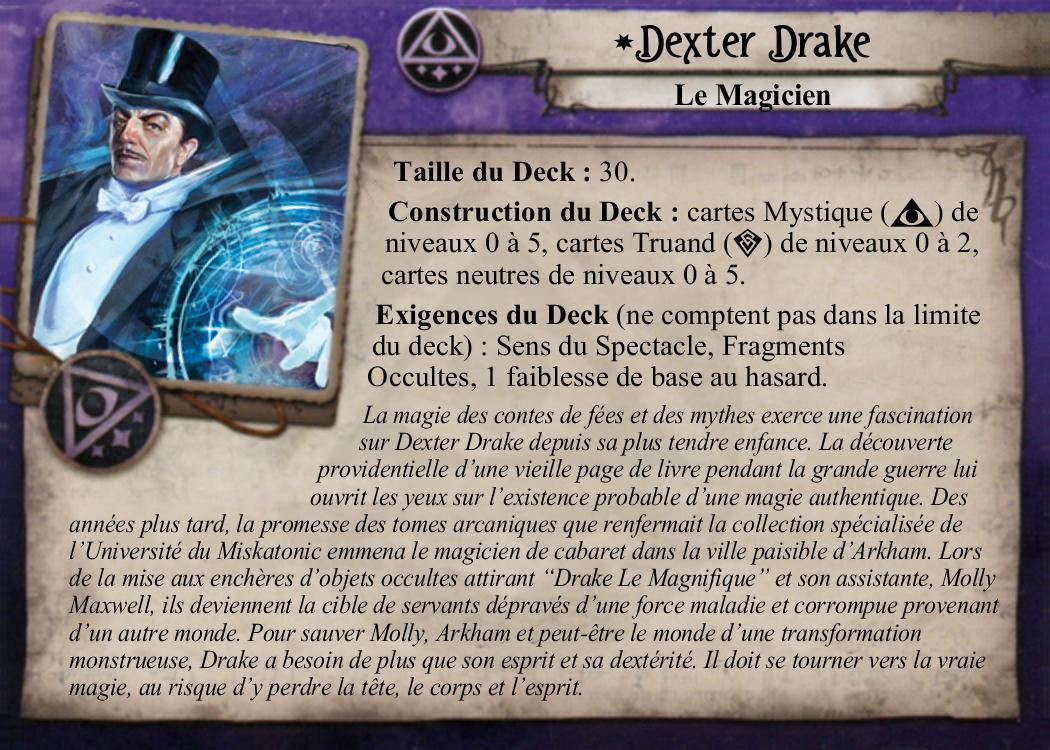 Dexter Drake
Le Magicien
Taille du Deck : 30.
Construction du Deck : cartes Mystique () de
niveaux 0 à 5, cartes Truand () de niveaux 0 à 2,
cartes neutres de niveaux 0 à 5.
Exigences du Deck (ne comptent pas dans la limite
du deck) : Sens du Spectacle, Fragments
Occultes, 1 faiblesse de base au hasard.
La magie des contes de fées et des mythes exerce une fascination
sur Dexter Drake depuis sa plus tendre enfance. La découverte
providentielle d’une vieille page de livre pendant la grande guerre lui
ouvrit les yeux sur l’existence probable d’une magie authentique. Des
années plus tard, la promesse des tomes arcaniques que renfermait la collection spécialisée de
l’Université du Miskatonic emmena le magicien de cabaret dans la ville paisible d’Arkham. Lors
de la mise aux enchères d’objets occultes attirant “Drake Le Magnifique” et son assistante, Molly
Maxwell, ils deviennent la cible de servants dépravés d’une force maladie et corrompue provenant
d’un autre monde. Pour sauver Molly, Arkham et peut-être le monde d’une transformation
monstrueuse, Drake a besoin de plus que son esprit et sa dextérité. Il doit se tourner vers la vraie
magie, au risque d’y perdre la tête, le corps et l’esprit.